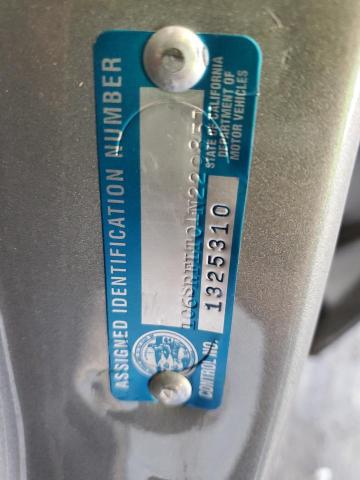 ASSIGNED IDENTIFICATION NUMBER
STATE OF CALIFORNIA
DEPARTMENT OF
MOTOR VEHICLES
CONTROL NO.
1325310